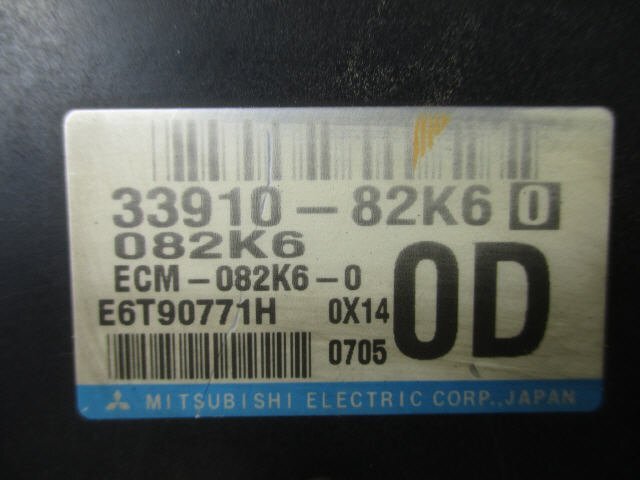 33910-82K6 0
082K6
ECM-082K6-0
E6T90771H 0X14
0705
0D
MITSUBISHI ELECTRIC CORP., JAPAN